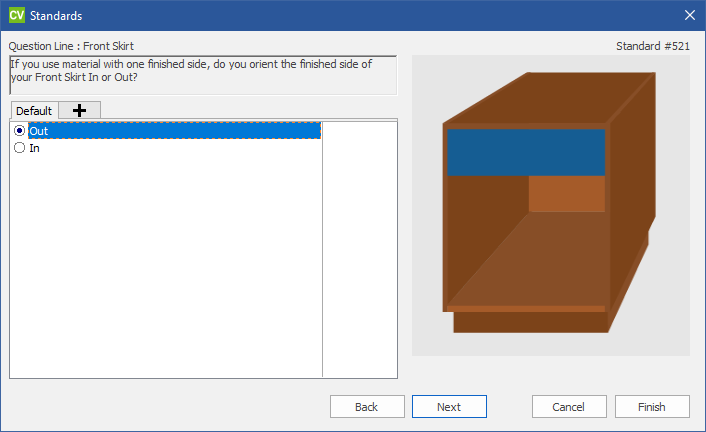 CV Standards
Question Line : Front Skirt
Standard #521
If you use material with one finished side, do you orient the finished side of
your Front Skirt In or Out?
Default
Out
In
Back
Next
Cancel
Finish